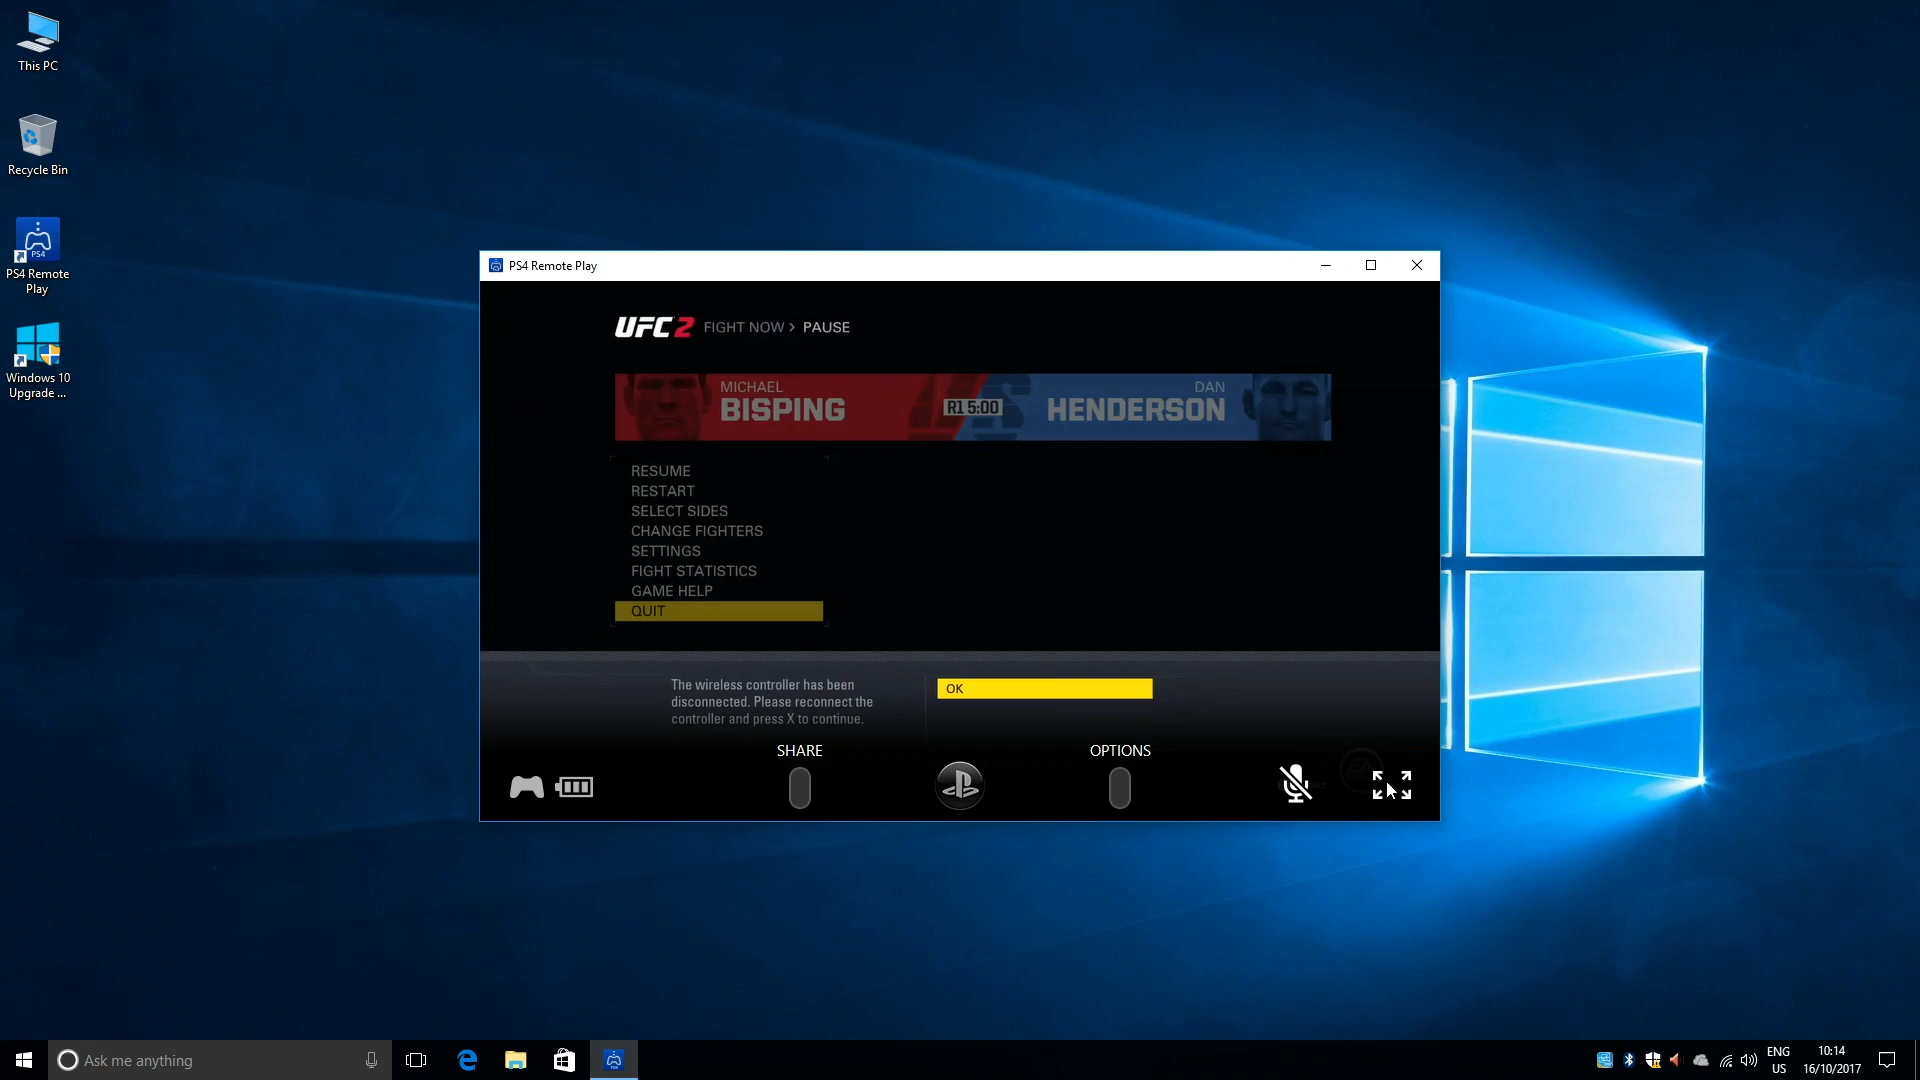 This PC
Recycle Bin
PS4
PS4 Remote
Play
Windows 10
Upgrade ...
PS4 Remote Play
UFC 2 FIGHT NOW > PAUSE
MICHAEL
BISPING
R1 5:00
DAN
HENDERSON
RESUME
RESTART
SELECT SIDES
CHANGE FIGHTERS
SETTINGS
FIGHT STATISTICS
GAME HELP
QUIT
The wireless controller has been
disconnected. Please reconnect the
controller and press X to continue.
OK
SHARE
OPTIONS
Ask me anything
ENG
US
10:14
16/10/2017